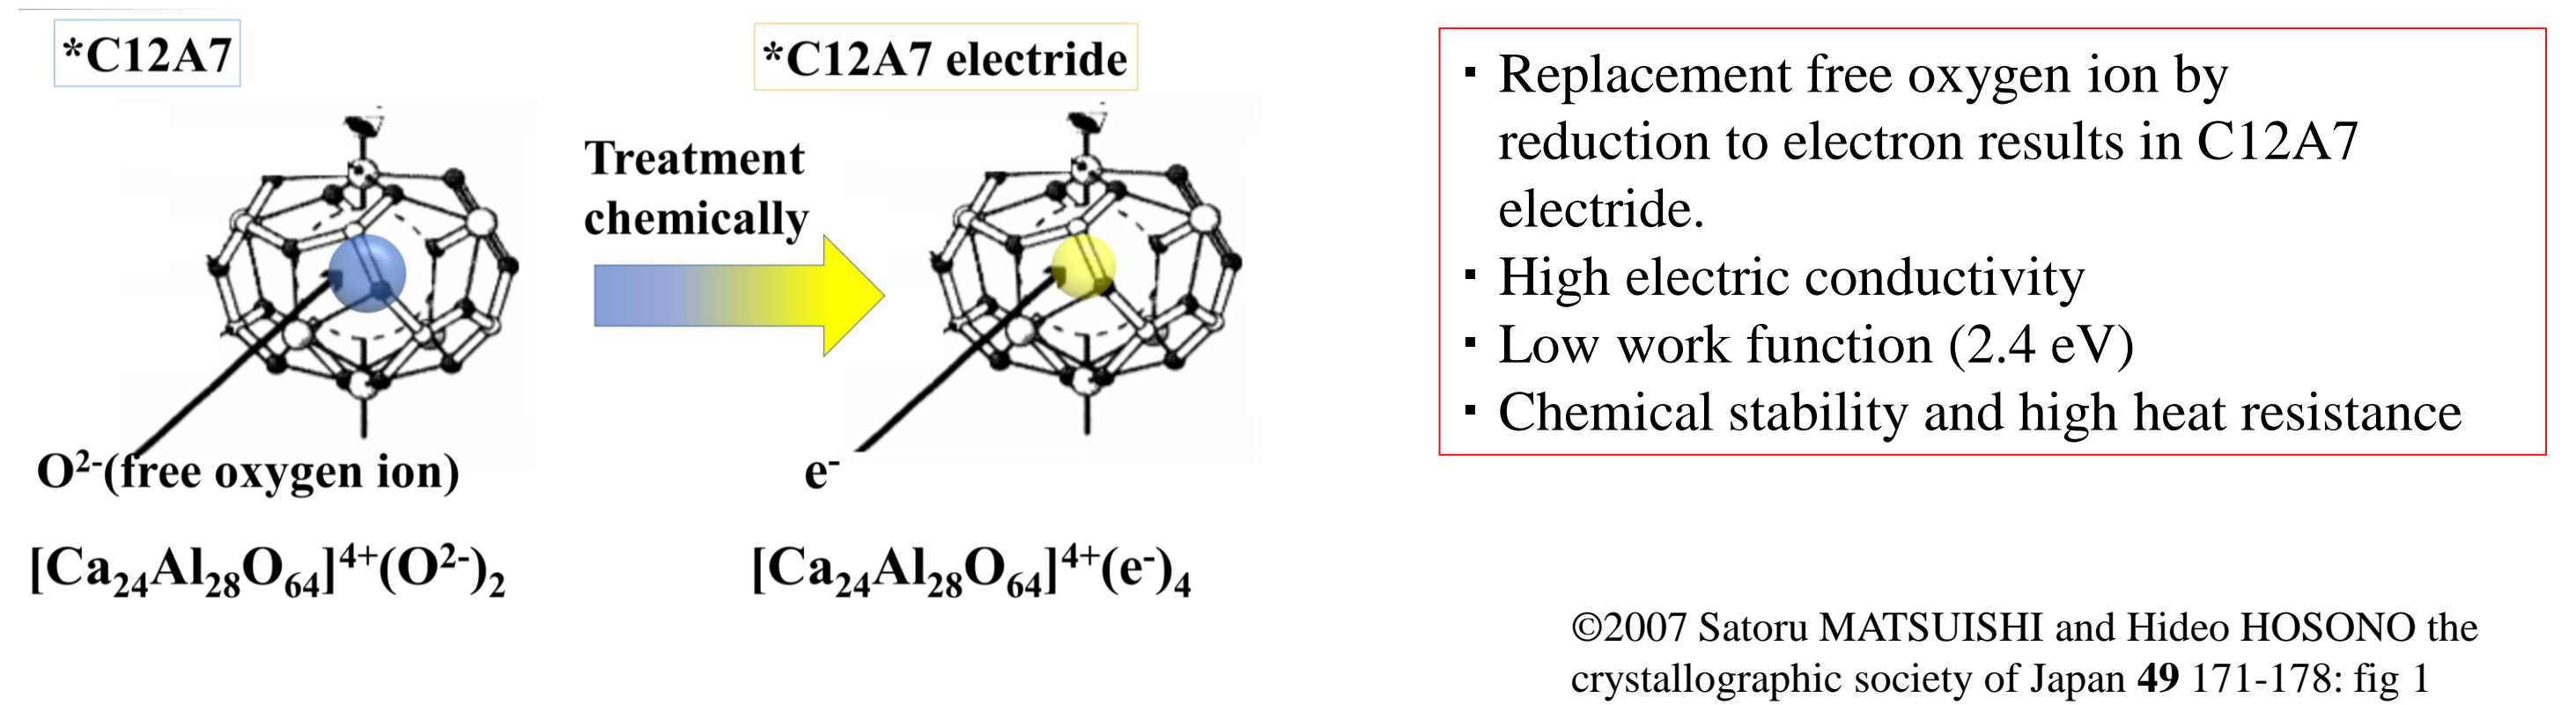 *C12A7
*C12A7 electride
Treatment
chemically
O²⁻(free oxygen ion)
e⁻
[Ca₂₄Al₂₈O₆₄]⁴⁺(O²⁻)₂
[Ca₂₄Al₂₈O₆₄]⁴⁺(e⁻)₄
▪ Replacement free oxygen ion by
reduction to electron results in C12A7
electride.
▪ High electric conductivity
▪ Low work function (2.4 eV)
▪ Chemical stability and high heat resistance
©2007 Satoru MATSUISHI and Hideo HOSONO the
crystallographic society of Japan 49 171-178: fig 1